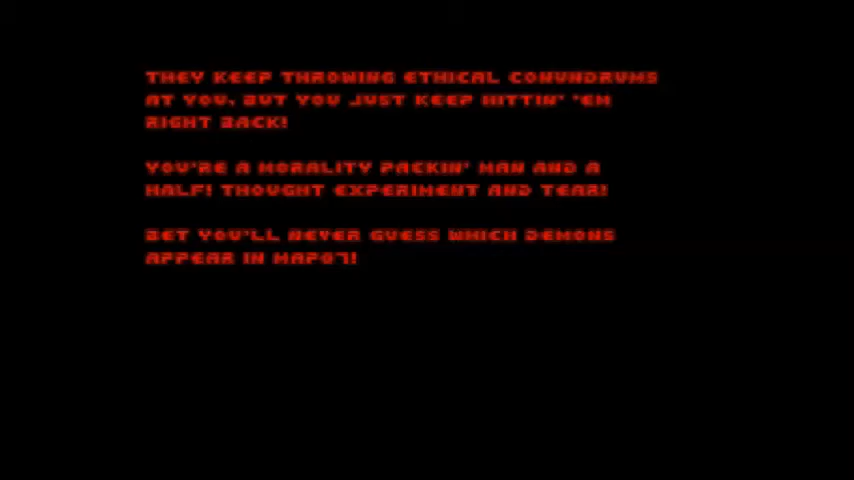 THEY KEEP THROWING ETHICAL CONUNDRUMS
AT YOU, BUT YOU JUST KEEP HITTIN' 'EM
RIGHT BACK!
YOU'RE A MORALITY PACKIN' MAN AND A
HALF! THOUGHT EXPERIMENT AND TEAR!
BET YOU'LL NEVER GUESS WHICH DEMONS
APPEAR IN MAP07!